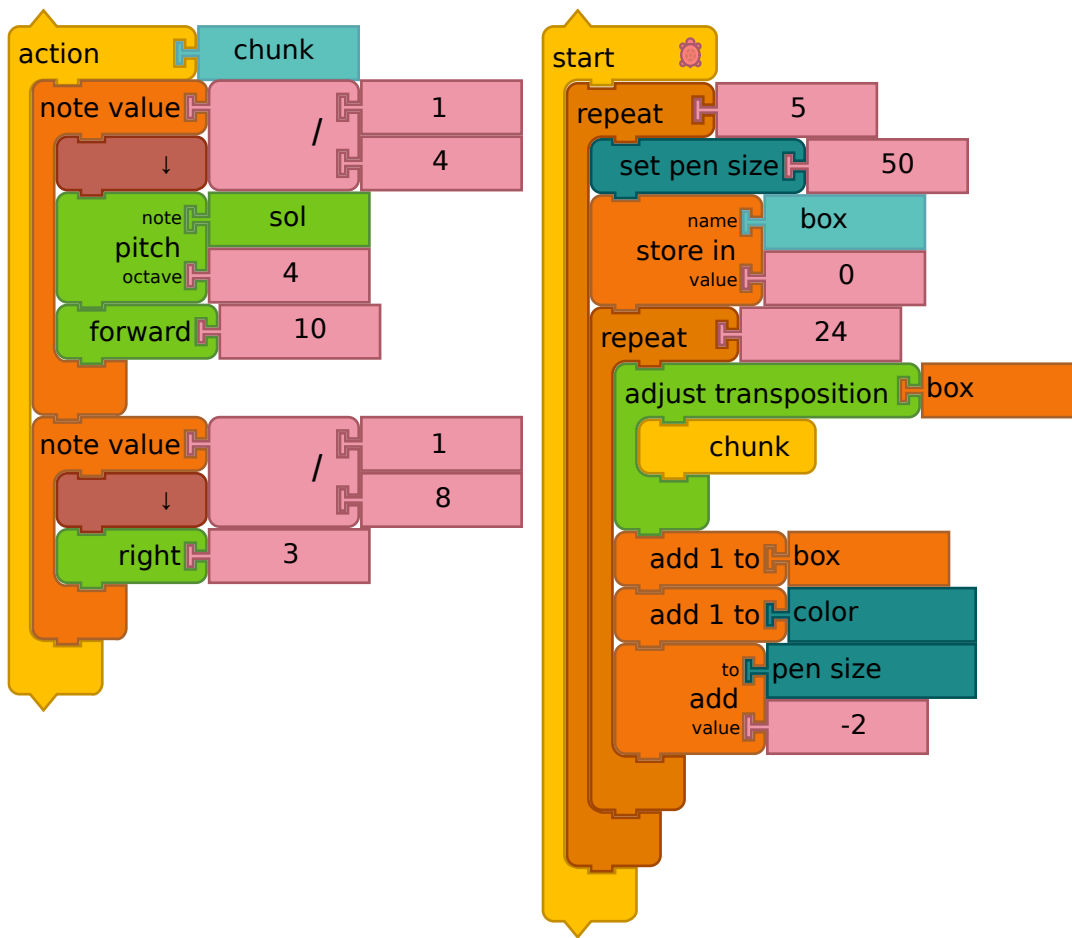 action chunk
note value / 1
4
↓
note sol
pitch
octave 4
forward 10
note value / 1
8
↓
right 3
start
repeat 5
set pen size 50
name box
store in
value 0
repeat 24
adjust transposition box
chunk
add 1 to box
add 1 to color
to pen size
add
value -2